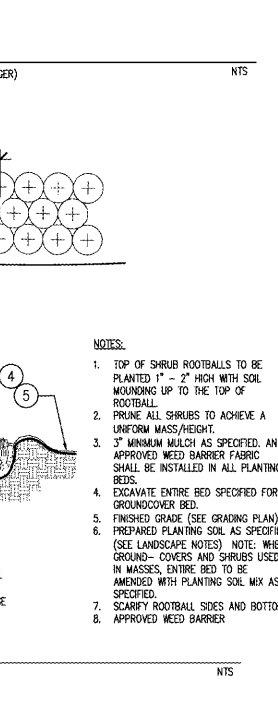 GER) NTS
NOTES:
1. TOP OF SHRUB ROOTBALLS TO BE
PLANTED 1" - 2" HIGH WITH SOIL
MOUNDING UP TO THE TOP OF
ROOTBALL.
2. PRUNE ALL SHRUBS TO ACHIEVE A
UNIFORM MASS/HEIGHT.
3. 3" MINIMUM MULCH AS SPECIFIED. AN
APPROVED WEED BARRIER FABRIC
SHALL BE INSTALLED IN ALL PLANTING
BEDS.
4. EXCAVATE ENTIRE BED SPECIFIED FOR
GROUNDCOVER BED.
5. FINISHED GRADE (SEE GRADING PLAN)
6. PREPARED PLANTING SOIL AS SPECIFI
(SEE LANDSCAPE NOTES) NOTE: WHE
GROUND- COVERS AND SHRUBS USED
IN MASSES, ENTIRE BED TO BE
AMENDED WITH PLANTING SOIL MIX AS
SPECIFIED.
7. SCARIFY ROOTBALL SIDES AND BOTTO
8. APPROVED WEED BARRIER
4
5
E
NTS